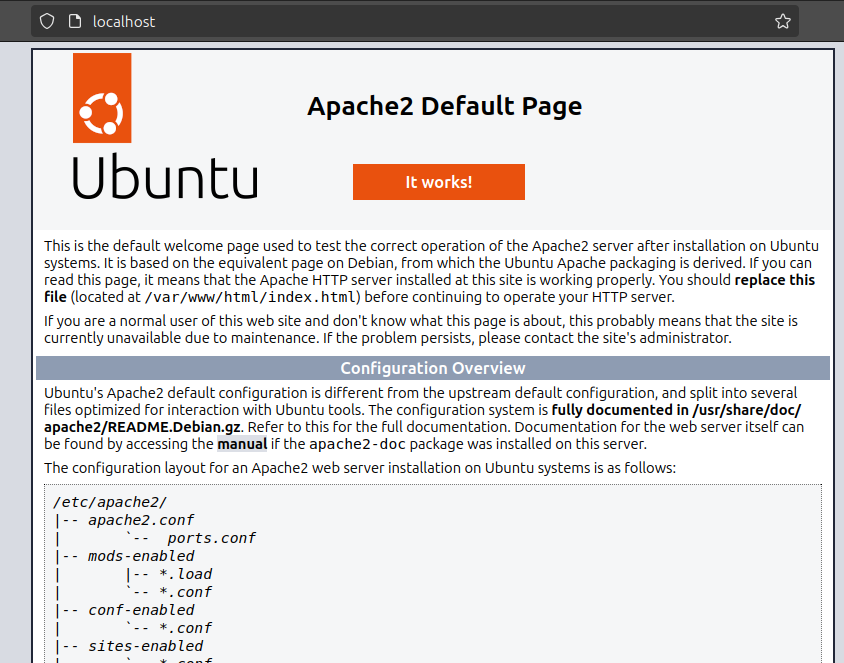 localhost
Ubuntu
Apache2 Default Page
It works!
This is the default welcome page used to test the correct operation of the Apache2 server after installation on Ubuntu
systems. It is based on the equivalent page on Debian, from which the Ubuntu Apache packaging is derived. If you can
read this page, it means that the Apache HTTP server installed at this site is working properly. You should replace this
file (located at /var/www/html/index.html) before continuing to operate your HTTP server.
If you are a normal user of this web site and don't know what this page is about, this probably means that the site is
currently unavailable due to maintenance. If the problem persists, please contact the site's administrator.
Configuration Overview
Ubuntu's Apache2 default configuration is different from the upstream default configuration, and split into several
files optimized for interaction with Ubuntu tools. The configuration system is fully documented in /usr/share/doc/
apache2/README.Debian.gz. Refer to this for the full documentation. Documentation for the web server itself can
be found by accessing the manual if the apache2-doc package was installed on this server.
The configuration layout for an Apache2 web server installation on Ubuntu systems is as follows:
/etc/apache2/
|-- apache2.conf
|       `--  ports.conf
|-- mods-enabled
|       |-- *.load
|       `-- *.conf
|-- conf-enabled
|       `-- *.conf
|-- sites-enabled
|       `-- *.conf